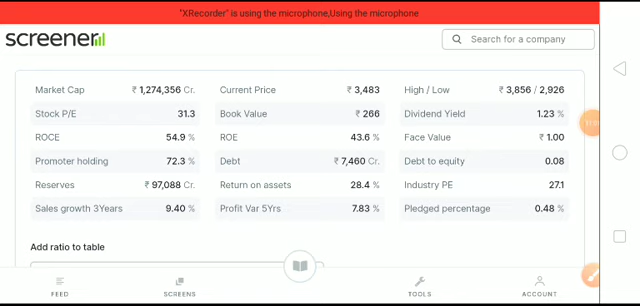 "XRecorder" is using the microphone,Using the microphone
screener
Search for a company
Market Cap ₹ 1,274,356 Cr. Current Price ₹ 3,483 High / Low ₹ 3,856 / 2,926
Stock P/E 31.3 Book Value ₹ 266 Dividend Yield 1.23 %
ROCE 54.9 % ROE 43.6 % Face Value ₹ 1.00
Promoter holding 72.3 % Debt ₹ 7,460 Cr. Debt to equity 0.08
Reserves ₹ 97,088 Cr. Return on assets 28.4 % Industry PE 27.1
Sales growth 3Years 9.40 % Profit Var 5Yrs 7.83 % Pledged percentage 0.48 %
Add ratio to table
FEED SCREENS TOOLS ACCOUNT